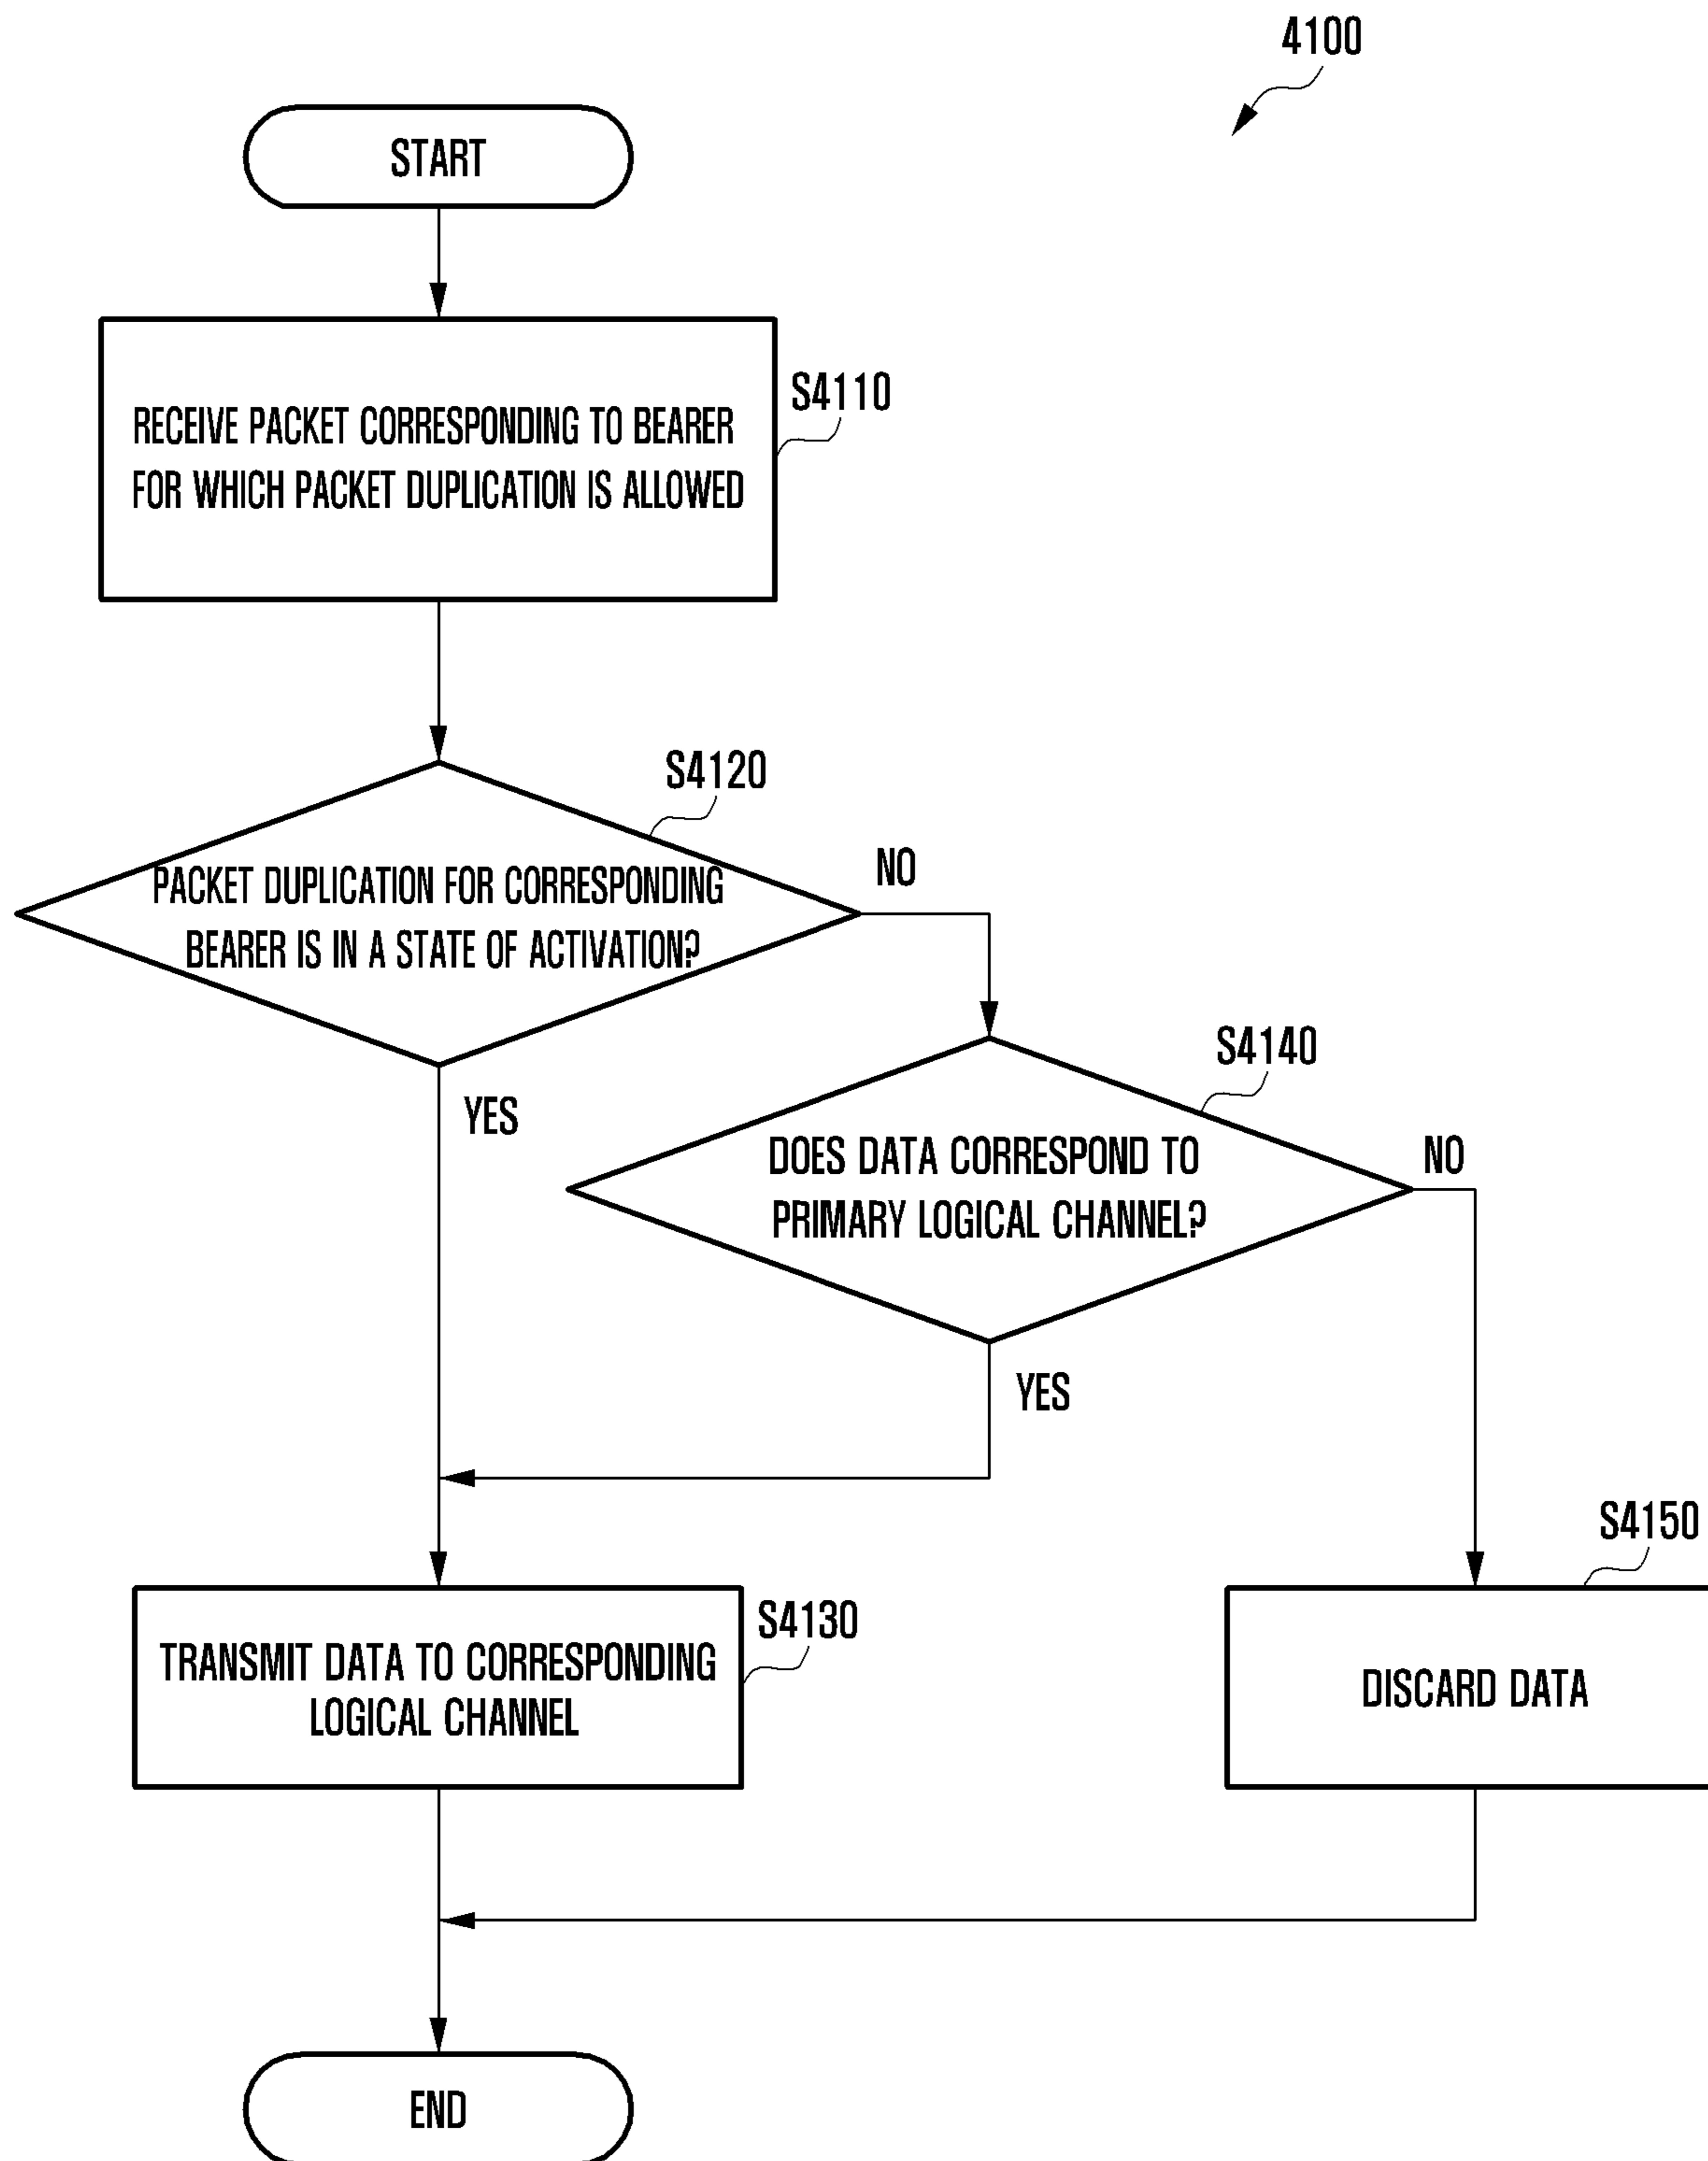 4100
START
S4110
RECEIVE PACKET CORRESPONDING TO BEARER
FOR WHICH PACKET DUPLICATION IS ALLOWED
S4120
PACKET DUPLICATION FOR CORRESPONDING
BEARER IS IN A STATE OF ACTIVATION?
NO
YES
S4140
DOES DATA CORRESPOND TO
PRIMARY LOGICAL CHANNEL?
NO
YES
S4130
TRANSMIT DATA TO CORRESPONDING
LOGICAL CHANNEL
S4150
DISCARD DATA
END